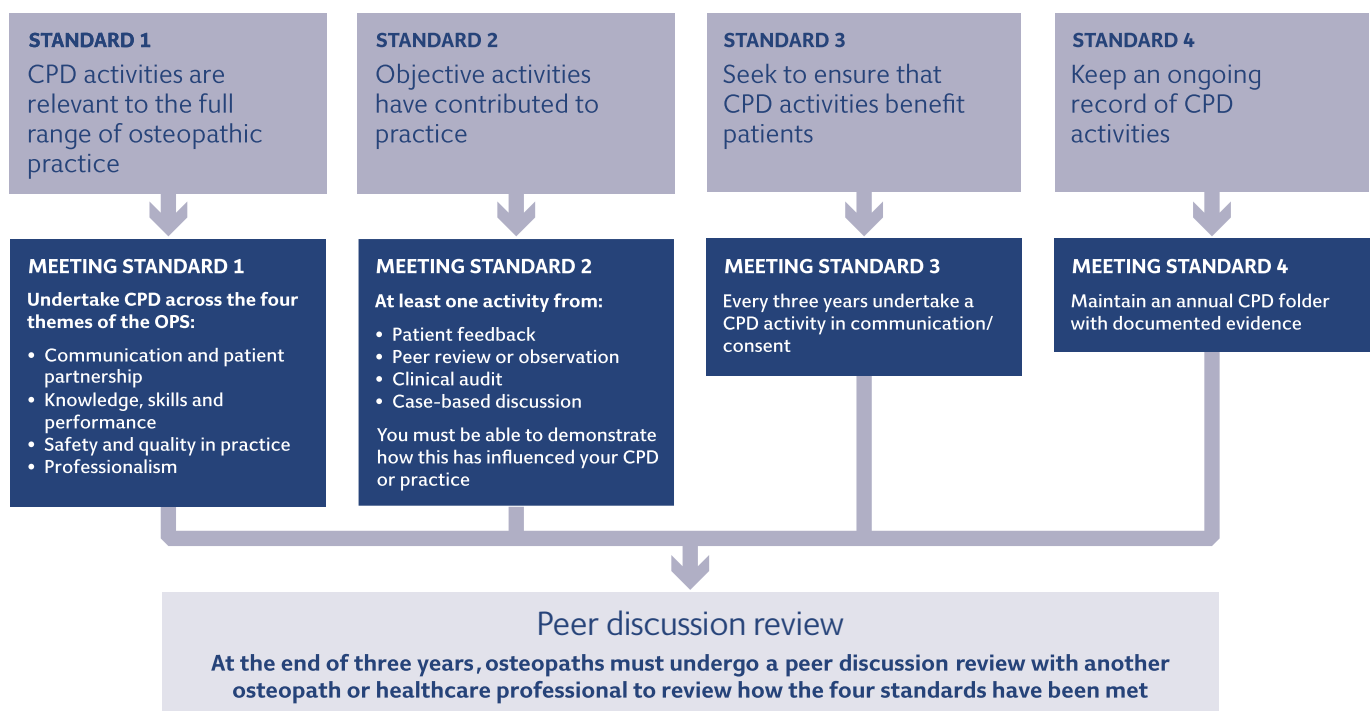 STANDARD 1
CPD activities are
relevant to the full
range of osteopathic
practice
STANDARD 2
Objective activities
have contributed to
practice
STANDARD 3
Seek to ensure that
CPD activities benefit
patients
STANDARD 4
Keep an ongoing
record of CPD
activities
MEETING STANDARD 1
Undertake CPD across the four
themes of the OPS:
• Communication and patient
partnership
• Knowledge, skills and
performance
• Safety and quality in practice
• Professionalism
MEETING STANDARD 2
At least one activity from:
• Patient feedback
• Peer review or observation
• Clinical audit
• Case-based discussion
You must be able to demonstrate
how this has influenced your CPD
or practice
MEETING STANDARD 3
Every three years undertake a
CPD activity in communication/
consent
MEETING STANDARD 4
Maintain an annual CPD folder
with documented evidence
Peer discussion review
At the end of three years, osteopaths must undergo a peer discussion review with another
osteopath or healthcare professional to review how the four standards have been met